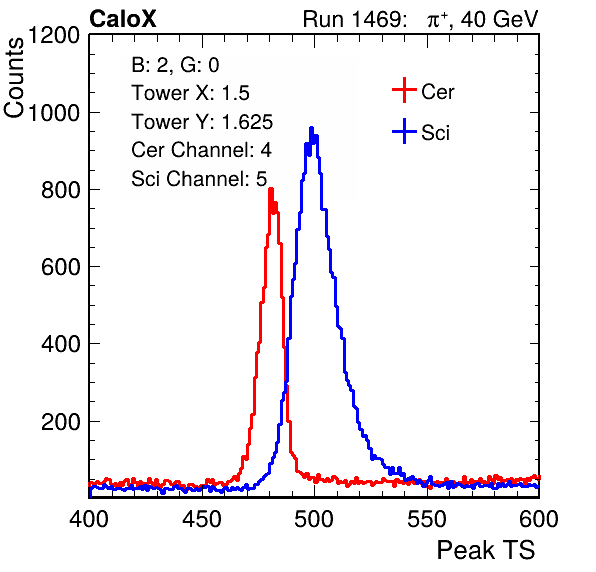 CaloX Run 1469: π+, 40 GeV
Counts
B: 2, G: 0
Tower X: 1.5
Tower Y: 1.625
Cer Channel: 4
Sci Channel: 5
Cer
Sci
1200
1000
800
600
400
200
400 450 500 550 600
Peak TS